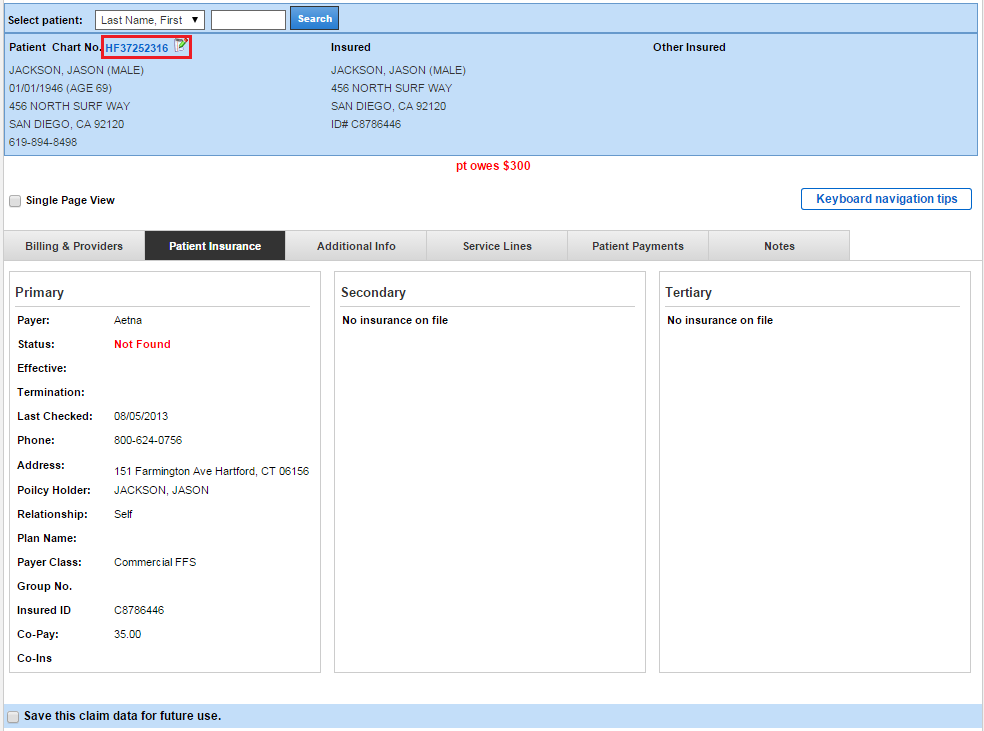 Select patient: Last Name, First ▼ Search
Patient Chart No. HF37252316 Insured Other Insured
JACKSON, JASON (MALE) JACKSON, JASON (MALE)
01/01/1946 (AGE 69) 456 NORTH SURF WAY
456 NORTH SURF WAY SAN DIEGO, CA 92120
SAN DIEGO, CA 92120 ID# C8786446
619-894-8498
pt owes $300
Single Page View Keyboard navigation tips
Billing & Providers Patient Insurance Additional Info Service Lines Patient Payments Notes
Primary Secondary Tertiary
Payer: Aetna No insurance on file No insurance on file
Status: Not Found
Effective:
Termination:
Last Checked: 08/05/2013
Phone: 800-624-0756
Address: 151 Farmington Ave Hartford, CT 06156
Poilcy Holder: JACKSON, JASON
Relationship: Self
Plan Name:
Payer Class: Commercial FFS
Group No.
Insured ID C8786446
Co-Pay: 35.00
Co-Ins
Save this claim data for future use.